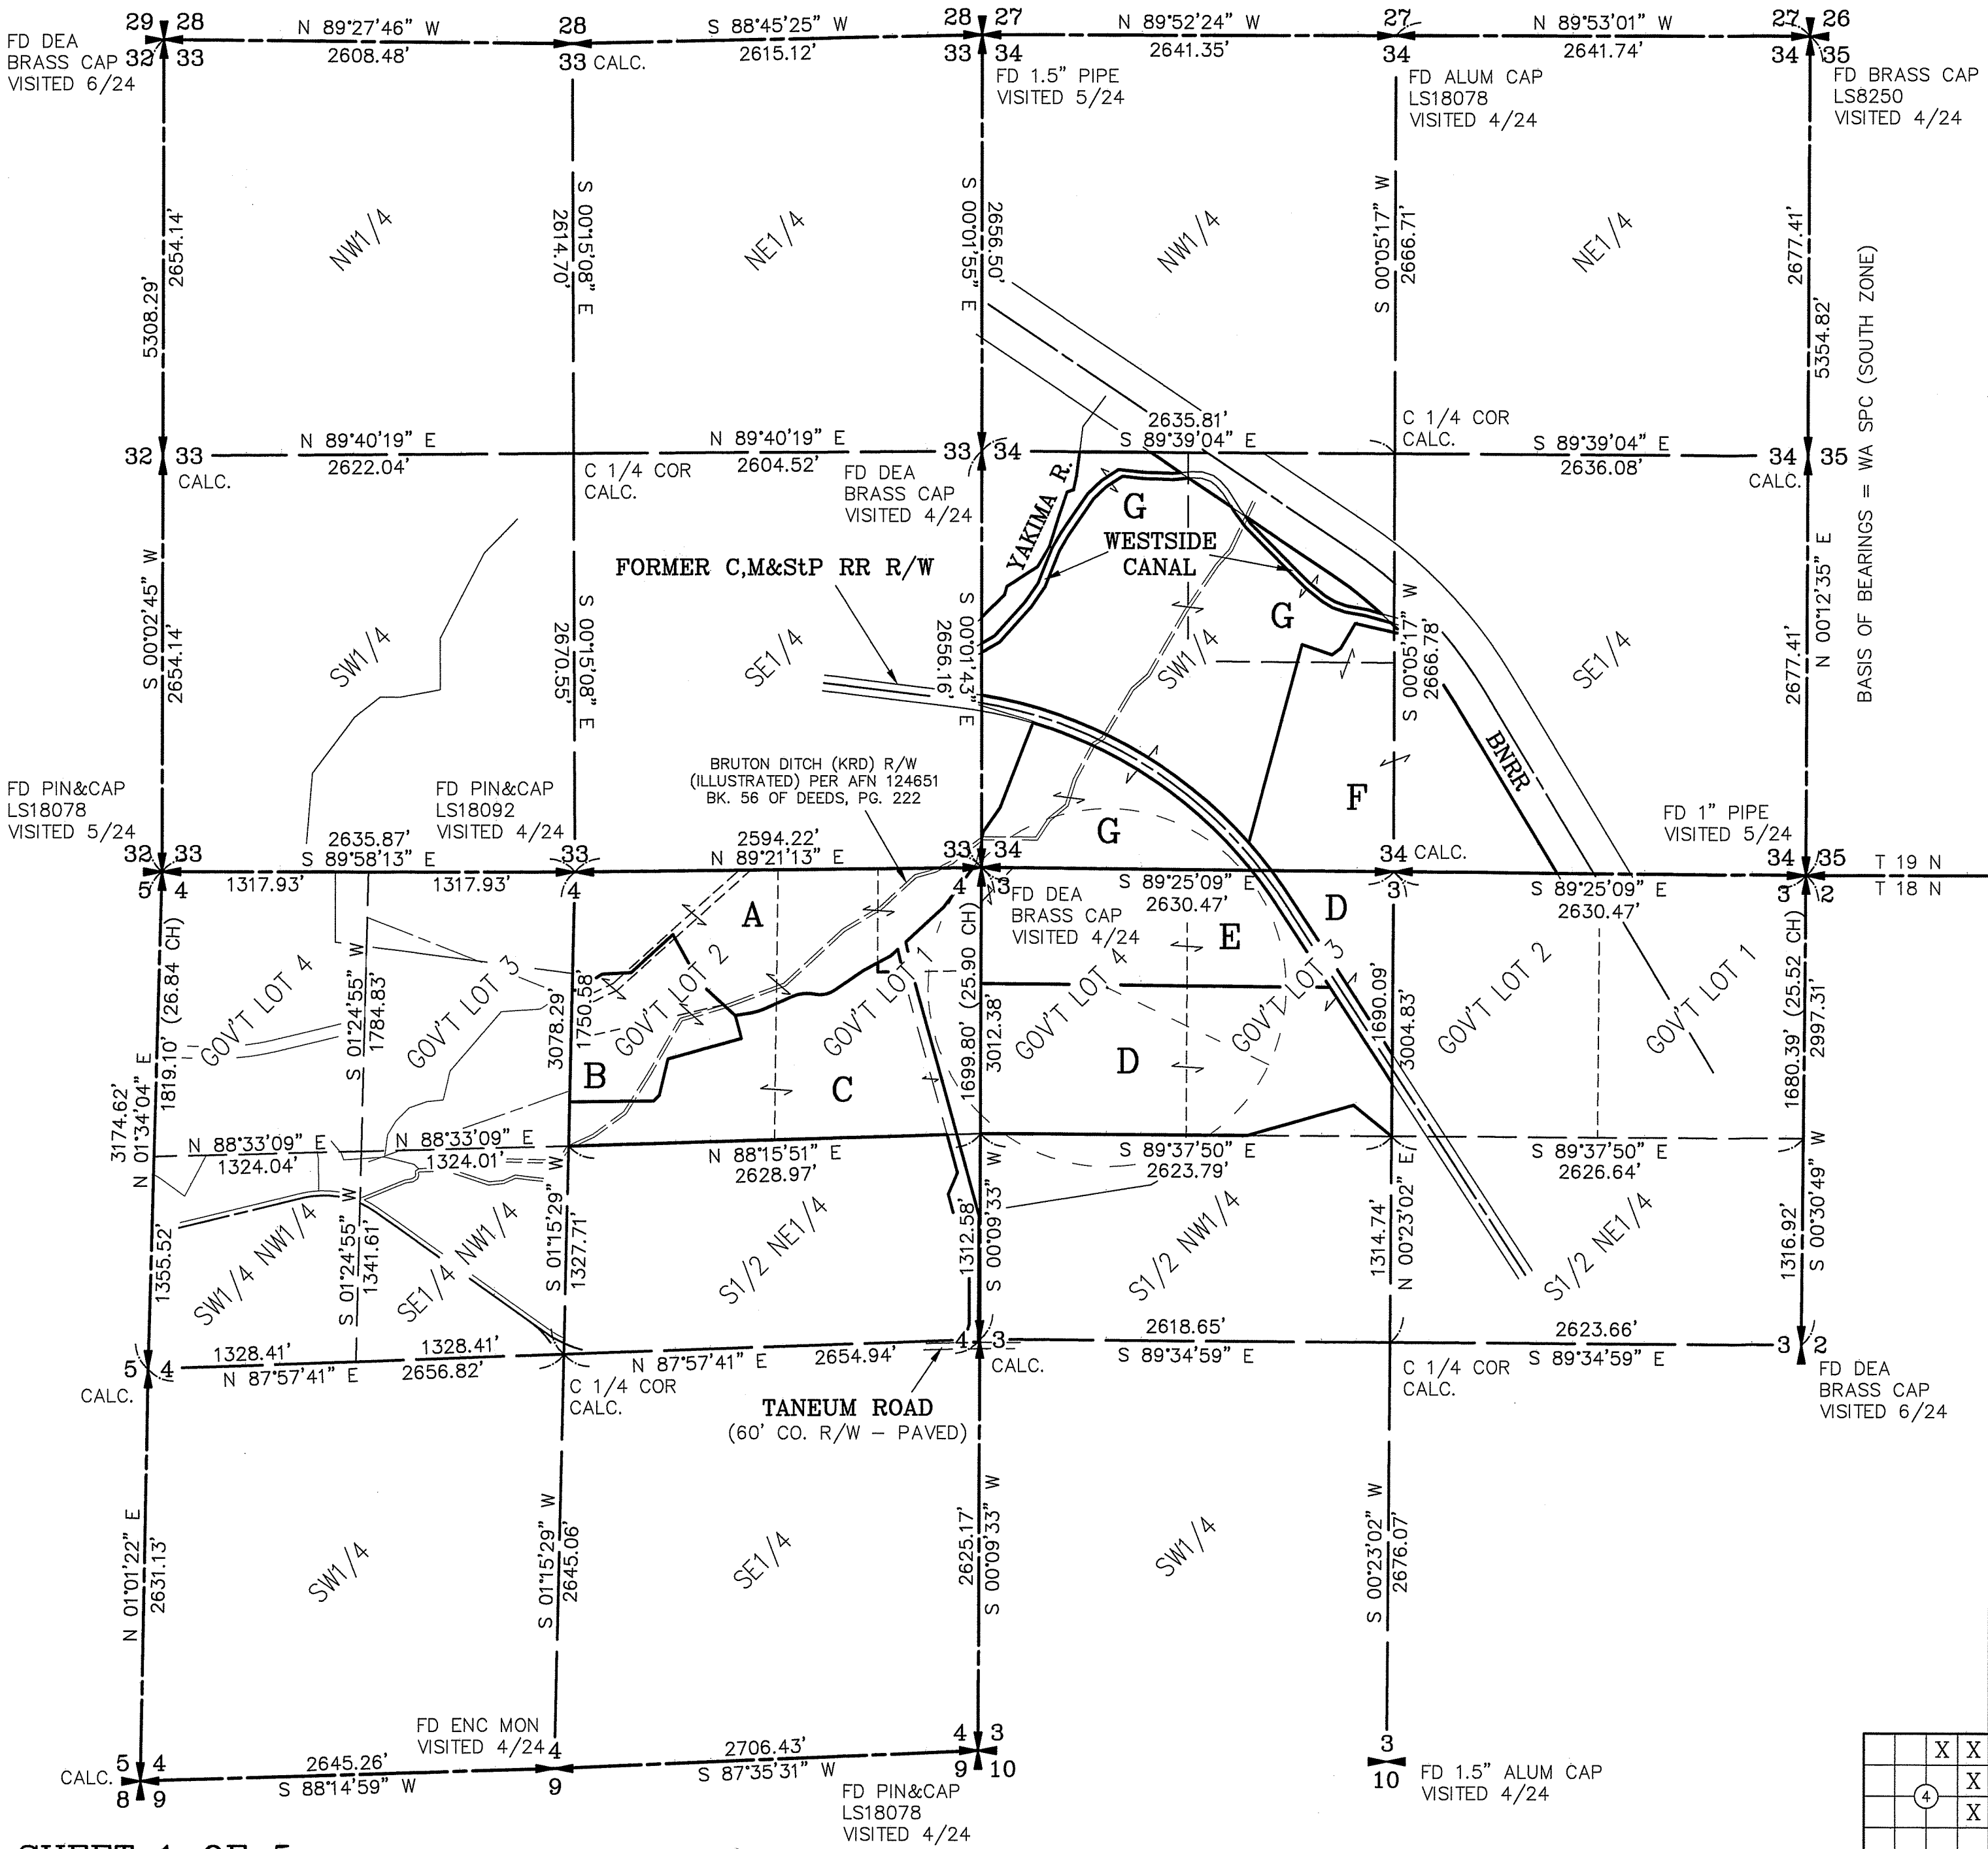 29 28
28
28 27
27
27 26
N 89°27'46" W
S 88°45'25" W
N 89°52'24" W
N 89°53'01" W
FD DEA
BRASS CAP
VISITED 6/24
32 33
2608.48'
33 CALC.
2615.12'
33 34
2641.35'
34
2641.74'
34 35
FD 1.5" PIPE
VISITED 5/24
FD ALUM CAP
LS18078
VISITED 4/24
FD BRASS CAP
LS8250
VISITED 4/24
5308.29'
2654.14'
NW1/4
S 00°15'08" E
2614.70'
NE1/4
S 00°01'55" E
2656.50'
NW1/4
S 00°05'17" W
2666.71'
NE1/4
2677.41'
5354.82'
BASIS OF BEARINGS = WA SPC (SOUTH ZONE)
32 33
CALC.
N 89°40'19" E
2622.04'
C 1/4 COR
CALC.
N 89°40'19" E
2604.52'
33 34
FD DEA
BRASS CAP
VISITED 4/24
2635.81'
S 89°39'04" E
C 1/4 COR
CALC.
S 89°39'04" E
2636.08'
34 35
CALC.
S 00°02'45" W
2654.14'
SW1/4
FORMER C,M&StP RR R/W
S 00°15'08" E
2670.55'
SE1/4
S 00°01'43" E
2656.16'
YAKIMA R.
G
WESTSIDE
CANAL
G
SW1/4
S 00°05'17" W
2666.78'
SE1/4
2677.41'
N 00°12'35" E
BNRR
F
G
BRUTON DITCH (KRD) R/W
(ILLUSTRATED) PER AFN 124651
BK. 56 OF DEEDS, PG. 222
FD PIN&CAP
LS18078
VISITED 5/24
FD PIN&CAP
LS18092
VISITED 4/24
FD 1" PIPE
VISITED 5/24
32 33
2635.87'
S 89°58'13" E
33
2594.22'
N 89°21'13" E
33 34
34 CALC.
34 35
T 19 N
5 4
1317.93'
1317.93'
4
4 3
S 89°25'09" E
2630.47'
3
S 89°25'09" E
2630.47'
3 2
T 18 N
FD DEA
BRASS CAP
VISITED 4/24
3174.62'
N 01°34'04" E
1819.10' (26.84 CH)
GOV'T LOT 4
S 01°24'55" W
1784.83'
GOV'T LOT 3
3078.29'
1750.58'
A
GOV'T LOT 2
B
GOV'T LOT 1
C
1699.80' (25.90 CH)
3012.38'
GOV'T LOT 4
E
D
GOV'T LOT 3
D
1690.09'
3004.83'
GOV'T LOT 2
GOV'T LOT 1
1680.39' (25.52 CH)
2997.31'
N 88°33'09" E
1324.04'
N 88°33'09" E
1324.01'
N 88°15'51" E
2628.97'
S 89°37'50" E
2623.79'
S 89°37'50" E
2626.64'
1355.52'
SW1/4 NW1/4
S 01°24'55" W
1341.61'
SE1/4 NW1/4
S 01°15'29" W
1327.71'
S1/2 NE1/4
1312.58'
S 00°09'33" W
S1/2 NW1/4
1314.74'
N 00°23'02" E
S1/2 NE1/4
1316.92'
S 00°30'49" W
5 4
CALC.
1328.41'
1328.41'
N 87°57'41" E
2656.82'
C 1/4 COR
CALC.
N 87°57'41" E
2654.94'
4 3
CALC.
2618.65'
S 89°34'59" E
C 1/4 COR
CALC.
2623.66'
S 89°34'59" E
3 2
FD DEA
BRASS CAP
VISITED 6/24
TANEUM ROAD
(60' CO. R/W – PAVED)
N 01°01'22" E
2631.13'
SW1/4
S 01°15'29" W
2645.06'
SE1/4
2625.17'
S 00°09'33" W
SW1/4
S 00°23'02" W
2676.07'
FD ENC MON
VISITED 4/24
5 4
CALC.
8 9
2645.26'
S 88°14'59" W
4
9
2706.43'
S 87°35'31" W
4 3
9 10
FD PIN&CAP
LS18078
VISITED 4/24
3
10
FD 1.5" ALUM CAP
VISITED 4/24
X X
X
4
X